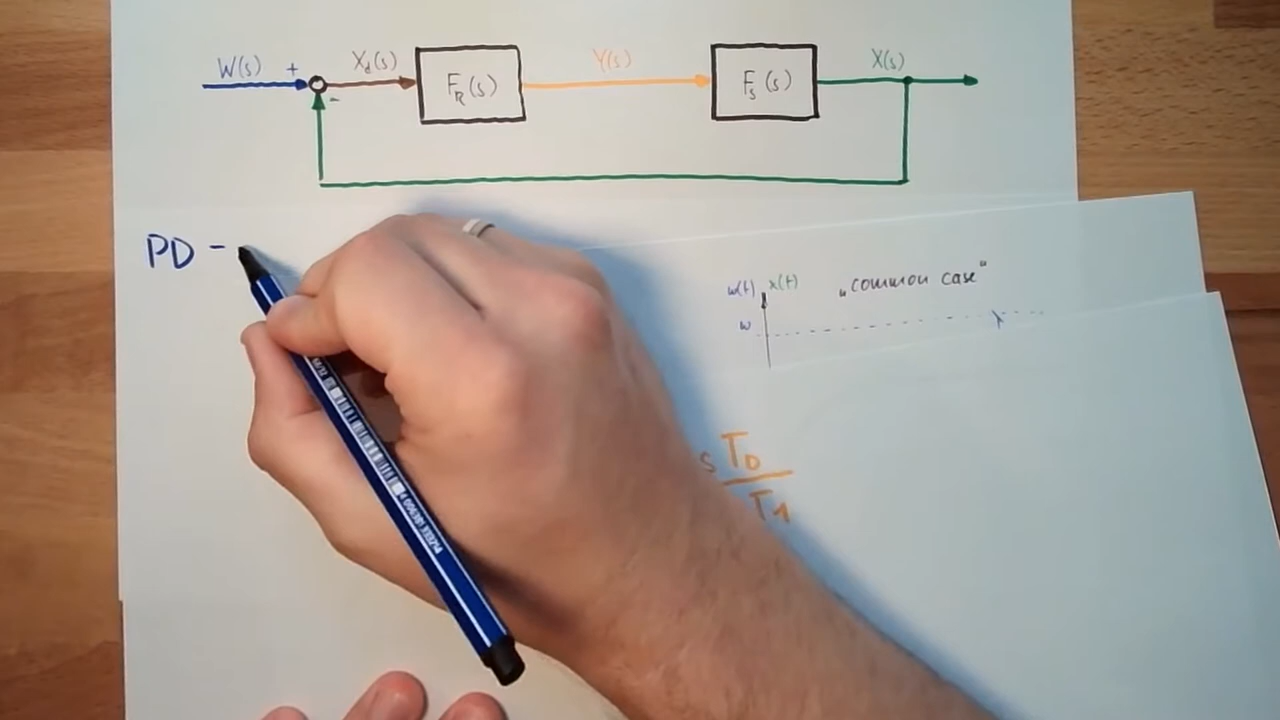 W(s) + X_d(s) F_R(s) Y(s) F_S(s) X(s)
-
PD -
w(t) x(t) „common case"
w
s T_D
T_1